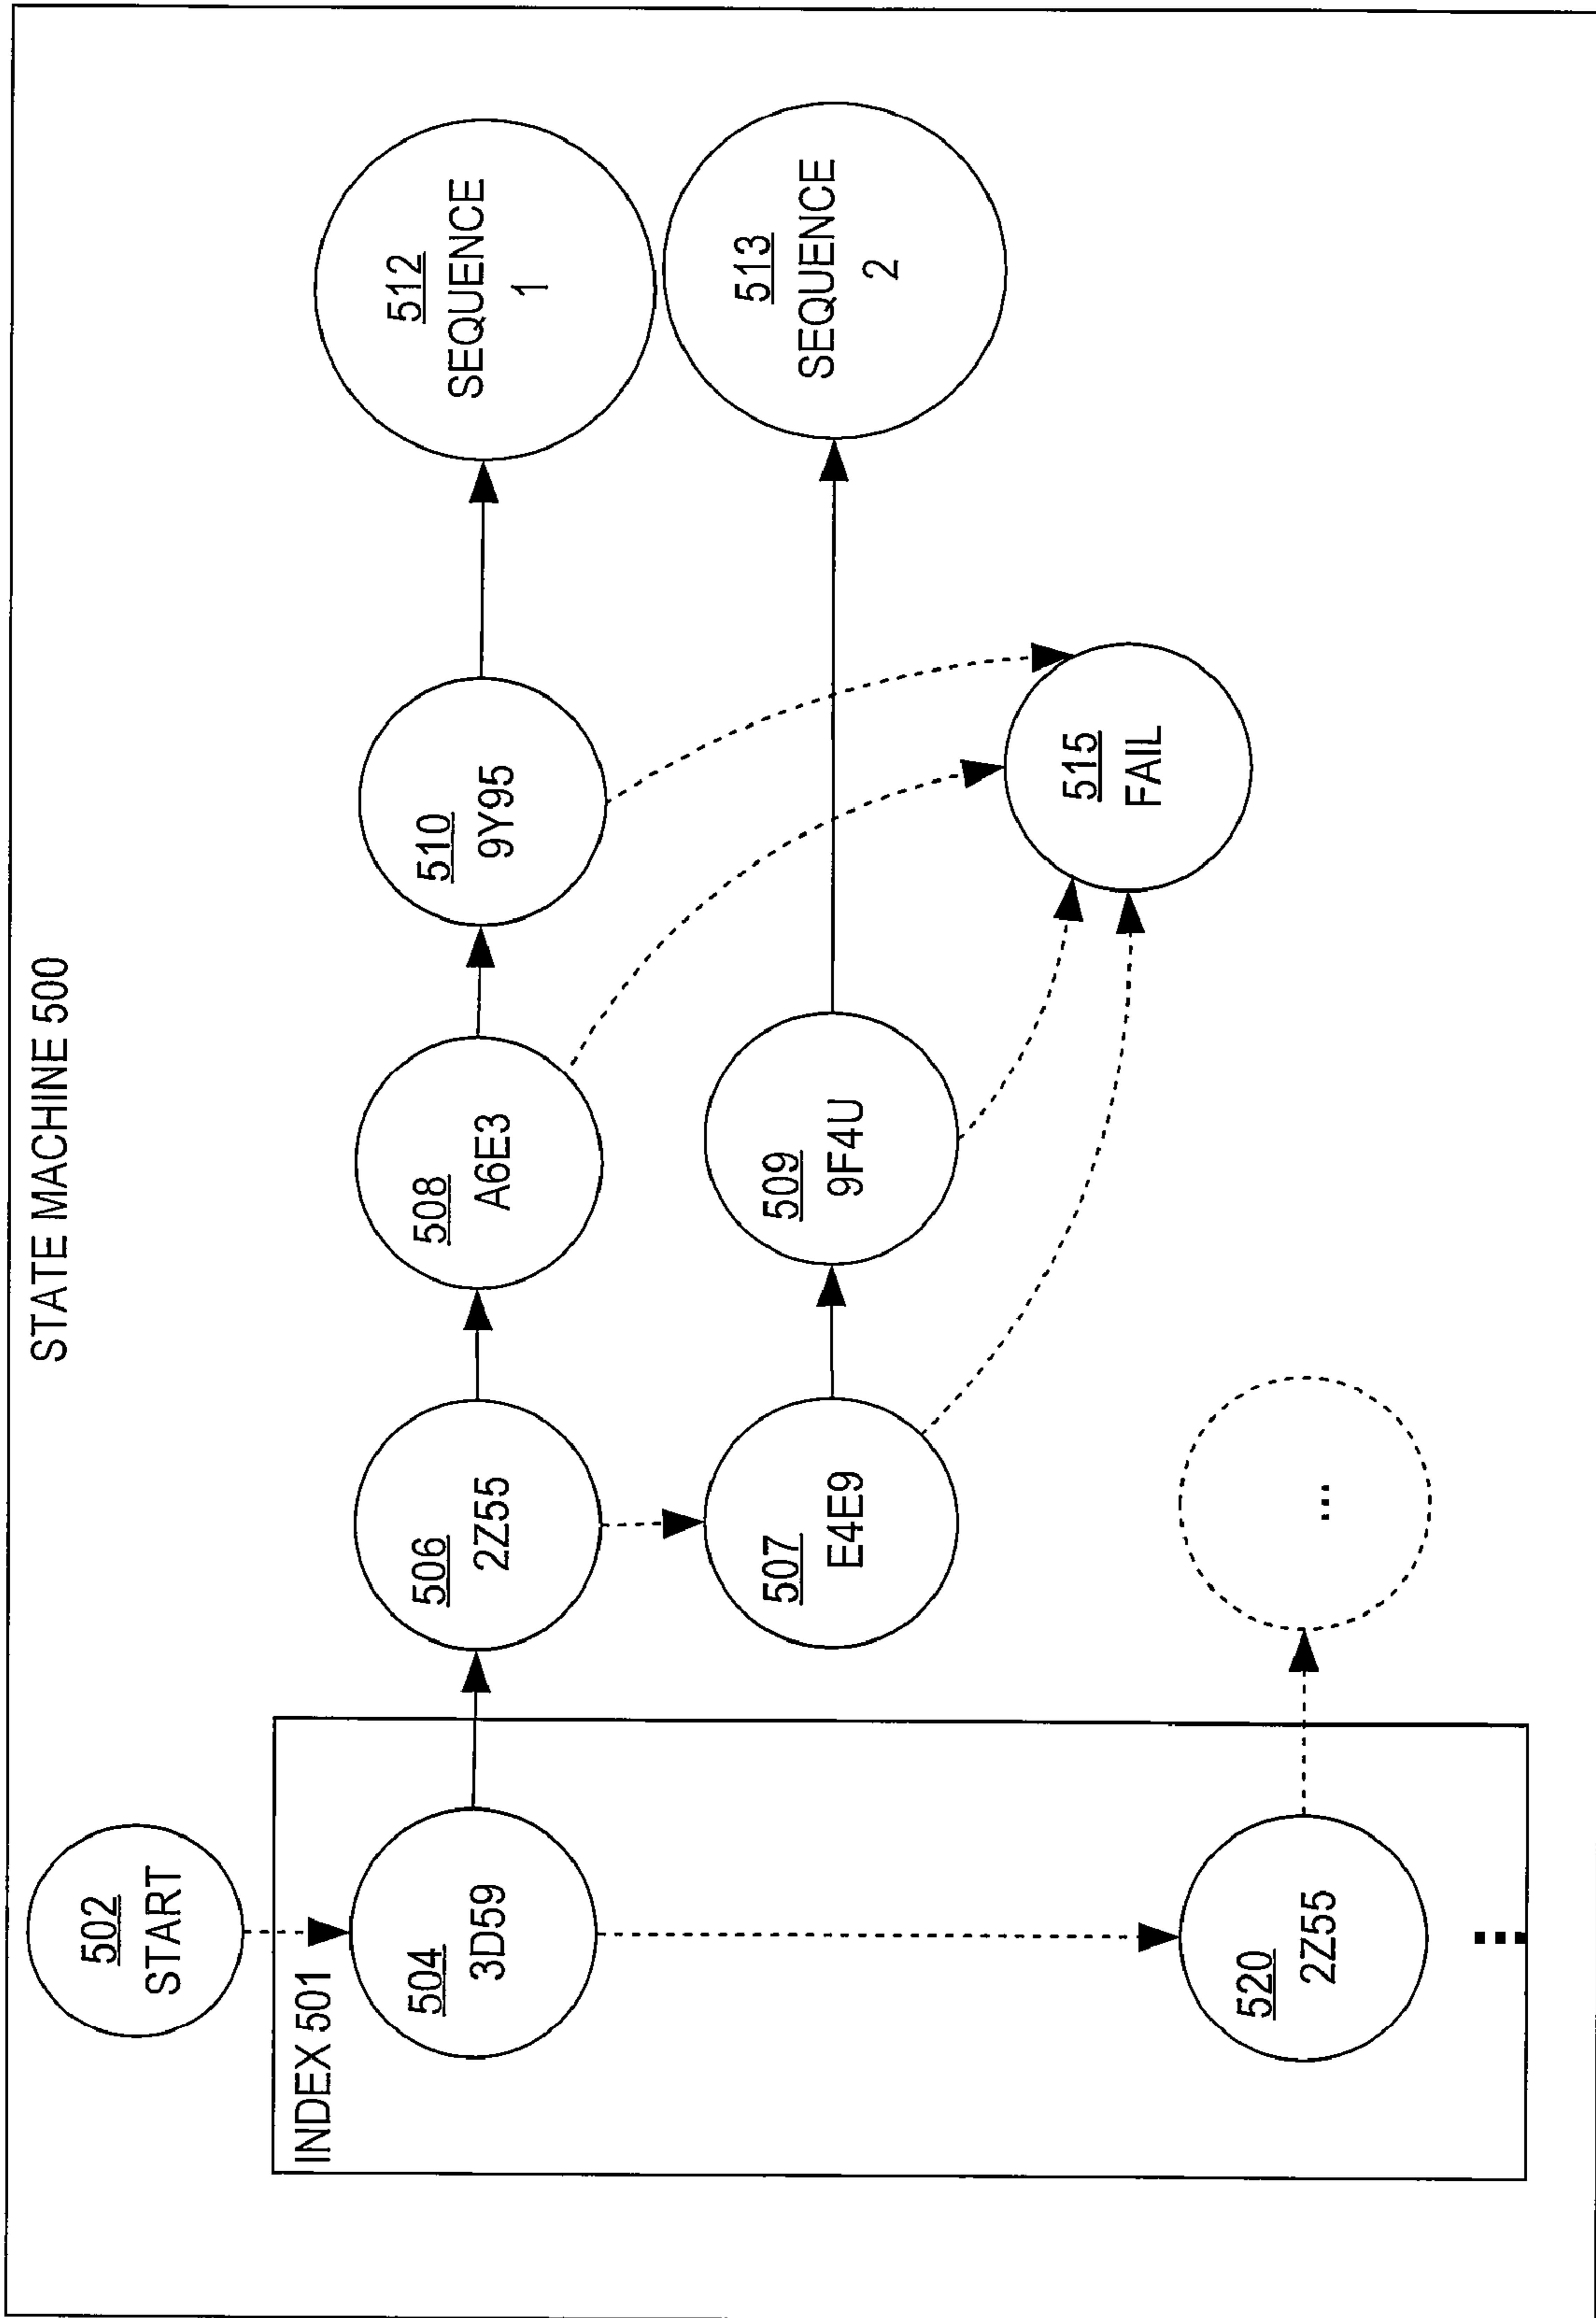 STATE MACHINE 500
502
START
INDEX 501
504
3D59
506
2Z55
508
A6E3
510
9Y95
512
SEQUENCE
1
507
E4E9
509
9F4U
513
SEQUENCE
2
515
FAIL
520
2Z55
...
...